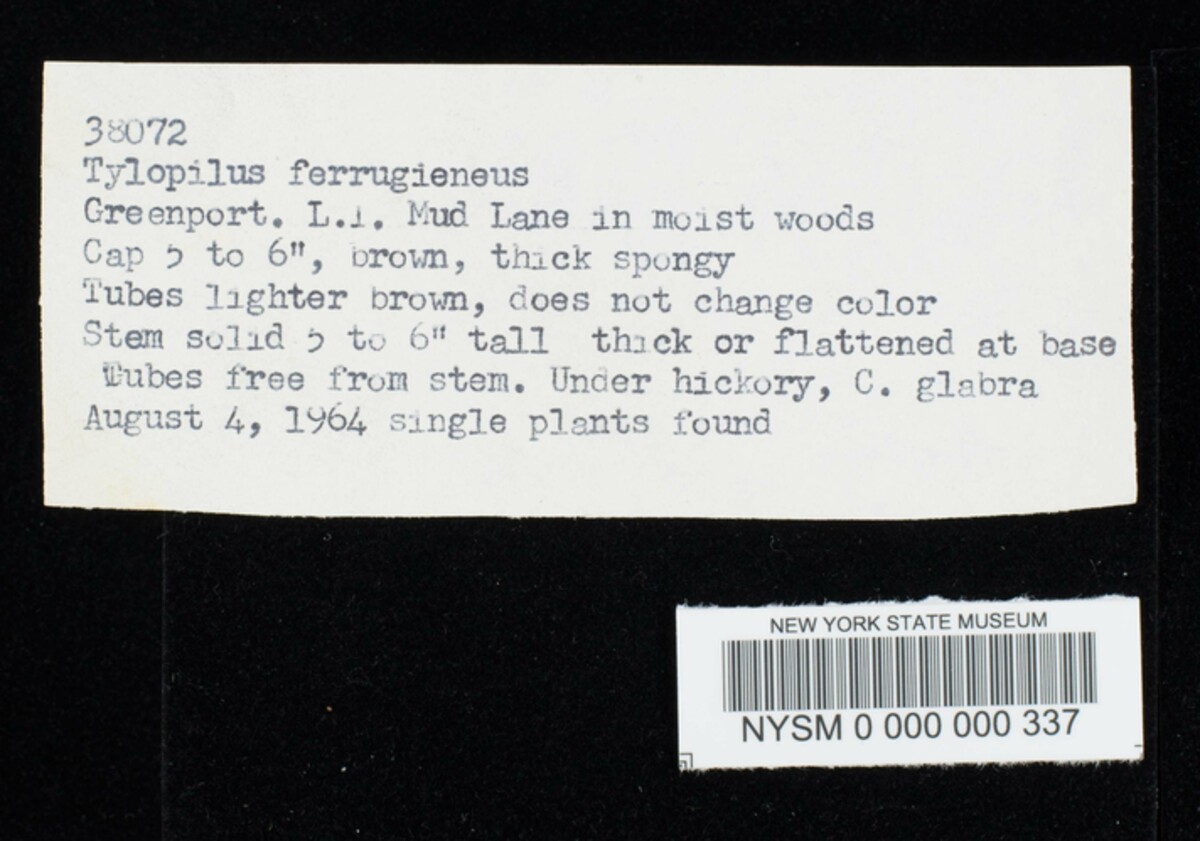 38072
Tylopilus ferrugieneus
Greenport. L.I. Mud Lane in moist woods
Cap 5 to 6", brown, thick spongy
Tubes lighter brown, does not change color
Stem solid 5 to 6" tall thick or flattened at base
Tubes free from stem. Under hickory, C. glabra
August 4, 1964 single plants found
NEW YORK STATE MUSEUM
NYSM 0 000 000 337